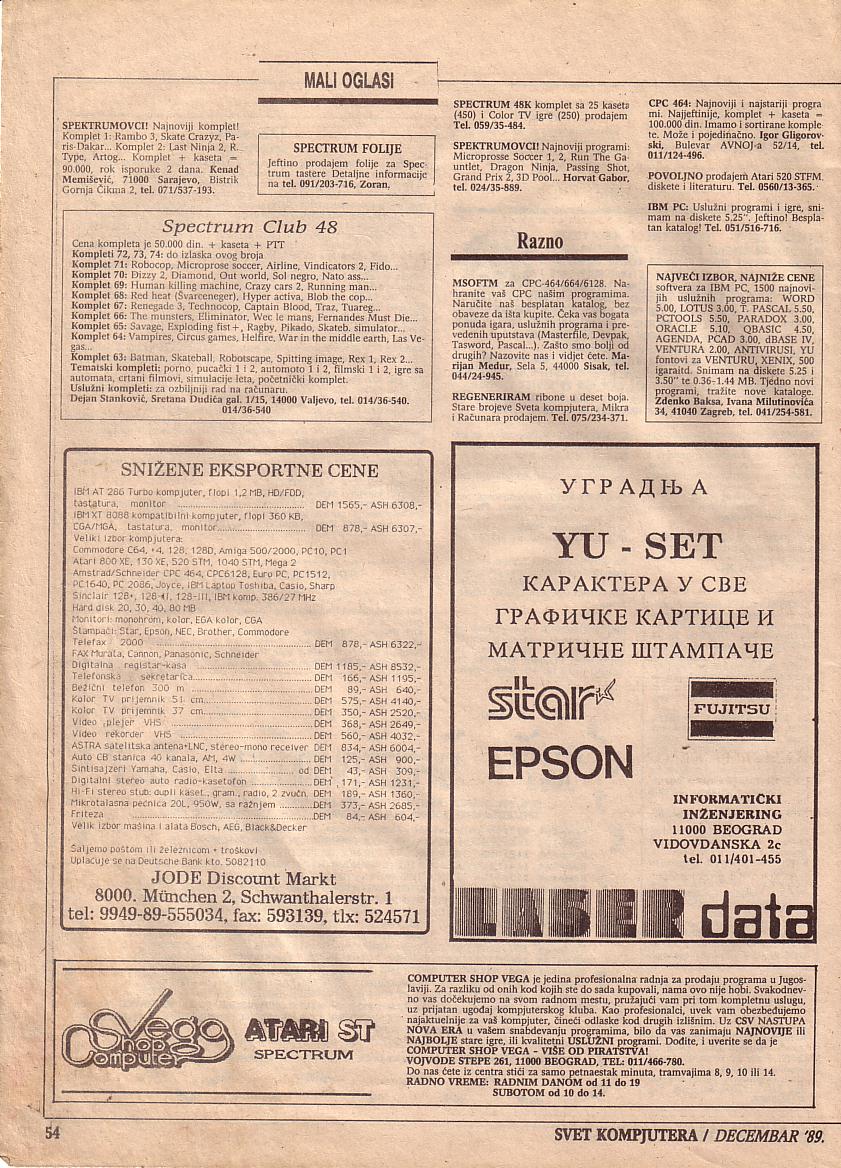 MALI OGLASI
SPEKTRUMOVCI! Najnoviji komplet!
Komplet 1: Rambo 3, Skate Crazyz, Pa-
ris-Dakar... Komplet 2: Last Ninja 2, R.
Type, Artog... Komplet + kaseta =
90.000, rok isporuke 2 dana. Kenad
Memišević, 71000 Sarajevo, Bistrik
Gornja Čikma 2, tel. 071/537-193.
SPECTRUM FOLIJE
Jeftino prodajem folije za Spec-
trum tastere Detaljne informacije
na tel. 091/203-716, Zoran.
Spectrum Club 48
Cena kompleta je 50.000 din. + kaseta + PTT
Kompleti 72, 73, 74: do izlaska ovog broja
Komplet 71: Robocop, Microprose soccer, Airline, Vindicators 2, Fido...
Komplet 70: Dizzy 2, Diamond, Out world, Sol negro, Nato ass...
Komplet 69: Human killing machine, Crazy cars 2, Running man...
Komplet 68: Red heat (Švarceneger), Hyper activa, Blob the cop...
Komplet 67: Renegade 3, Technocop, Captain Blood, Traz, Tuareg...
Komplet 66: The munsters, Eliminator, Wec le mans, Fernandes Must Die...
Komplet 65: Savage, Exploding fist+, Ragby, Pikado, Skateb. simulator...
Komplet 64: Vampires, Circus games, Helfire, War in the middle earth, Las Ve-
gas...
Komplet 63: Batman, Skateball, Robotscape, Spitting image, Rex 1, Rex 2...
Tematski kompleti: porno, pucački 1 i 2, automoto 1 i 2, filmski 1 i 2, igre sa
automata, crtani filmovi, simulacije leta, početnički komplet.
Uslužni kompleti: za ozbiljniji rad na računaru.
Dejan Stanković, Sretana Dudića gal. 1/15, 14000 Valjevo, tel. 014/36-540.
014/36-540
SNIŽENE EKSPORTNE CENE
IBM AT 286 Turbo kompjuter, flopi 1,2 MB, HD/FDD,
tastatura, monitor ........ DEM 1565,- ASH 6308,-
IBM XT 8088 kompatibilni kompjuter, flopi 360 KB,
CGA/MGA, tastatura, monitor........ DEM 878,- ASH 6307,-
Veliki izbor kompjutera:
Commodore C64, +4, 128, 128D, Amiga 500/2000, PC10, PC1
Atari 800 XE, 130 XE, 520 STM, 1040 STM, Mega 2
Amstrad/Schneider CPC 464, CPC6128, Euro PC, PC1512,
PC1640, PC 2086, Joyce, IBM Laptop Toshiba, Casio, Sharp
Sinclair 128+, 128-II, 128-III, IBM komp. 386/27 MHz
Hard disk 20, 30, 40, 80 MB
Monitori: monohrom, kolor, EGA kolor, CGA
Štampači: Star, Epson, NEC, Brother, Commodore
Telefax 2000 ........ DEM 878,- ASH 6322,-
FAX Murata, Cannon, Panasonic, Schneider
Digitalna registar-kasa ........ DEM 1185,- ASH 8532,-
Telefonska sekretarica........ DEM 166,- ASH 1195,-
Bežični telefon 300 m ........ DEM 89,- ASH 640,-
Kolor TV prijemnik 51 cm........ DEM 575,- ASH 4140,-
Kolor TV prijemnik 37 cm........ DEM 350,- ASH 2520,-
Video plejer VHS ........ DEM 368,- ASH 2649,-
Video rekorder VHS ........ DEM 560,- ASH 4032,-
ASTRA satelitska antena+LNC, stereo-mono receiver DEM 834,- ASH 6004,-
Auto CB stanica 40 kanala, AM, 4W ........ DEM 125,- ASH 900,-
Sintisajzeri Yamaha, Casio, Elta ........ od DEM 43,- ASH 309,-
Digitalni stereo auto radio-kasetofon ........ DEM 171,- ASH 1231,-
Hi-Fi stereo stub: dupli kaset., gram., radio, 2 zvučn. DEM 189,- ASH 1360,-
Mikrotalasna pećnica 20L, 950W, sa ražnjem ........ DEM 373,- ASH 2685,-
Friteza ........ DEM 84,- ASH 604,-
Velik izbor mašina i alata Bosch, AEG, Black&Decker
Šaljemo poštom ili železnicom + troškovi
Uplaćuje se na Deutsche Bank kto. 5082110
JODE Discount Markt
8000. München 2, Schwanthalerstr. 1
tel: 9949-89-555034, fax: 593139, tlx: 524571
SPECTRUM 48K komplet sa 25 kaseta
(450) i Color TV igre (250) prodajem
Tel. 059/35-484.
SPEKTRUMOVCI! Najnoviji programi:
Microprosse Soccer 1, 2, Run The Ga-
untlet, Dragon Ninja, Passing Shot,
Grand Prix 2, 3D Pool... Horvat Gabor,
tel. 024/35-889.
Razno
MSOFTM za CPC-464/664/6128. Na-
hranite vaš CPC našim programima.
Naručite naš besplatan katalog, bez
obaveze da išta kupite. Čeka vas bogata
ponuda igara, uslužnih programa i pre-
vedenih uputstava (Masterfile, Devpak,
Tasword, Pascal...). Zašto smo bolji od
drugih? Nazovite nas i vidjet ćete. Ma-
rijan Medur, Sela 5, 44000 Sisak, tel.
044/24-945.
REGENERIRAM ribone u deset boja.
Stare brojeve Sveta kompjutera, Mikra
i Računara prodajem. Tel. 075/234-371.
CPC 464: Najnoviji i najstariji progra
mi. Najjeftinije, komplet + kaseta =
100.000 din. Imamo i sortirane komple-
te. Može i pojedinačno. Igor Gligorov-
ski, Bulevar AVNOJ-a 52/14, tel.
011/124-496.
POVOLJNO prodajem Atari 520 STFM,
diskete i literaturu. Tel. 0560/13-365.
IBM PC: Uslužni programi i igre, sni-
mam na diskete 5.25". Jeftino! Bespla-
tan katalog! Tel. 051/516-716.
NAJVEĆI IZBOR, NAJNIŽE CENE
softvera za IBM PC, 1500 najnovi-
jih uslužnih programa: WORD
5.00, LOTUS 3.00, T. PASCAL 5.50,
PCTOOLS 5.50, PARADOX 3.00,
ORACLE 5.10, QBASIC 4.50,
AGENDA, PCAD 3.00, dBASE IV,
VENTURA 2.00, ANTIVIRUSI, YU
fontovi za VENTURU, XENIX, 500
igaraitd. Snimam na diskete 5.25 i
3.50" te 0.36-1.44 MB. Tjedno novi
programi, tražite nove kataloge.
Zdenko Baksa, Ivana Milutinovića
34, 41040 Zagreb, tel. 041/254-581.
УГРАДЊА
YU - SET
КАРАКТЕРА У СВЕ
ГРАФИЧКЕ КАРТИЦЕ И
МАТРИЧНЕ ШТАМПАЧЕ
star
FUJITSU
EPSON
INFORMATIČKI
INŽENJERING
11000 BEOGRAD
VIDOVDANSKA 2c
tel. 011/401-455
LASER data
Vega
Shop
Computer
ATARI ST
SPECTRUM
COMPUTER SHOP VEGA je jedina profesionalna radnja za prodaju programa u Jugos-
laviji. Za razliku od onih kod kojih ste do sada kupovali, nama ovo nije hobi. Svakodnev-
no vas dočekujemo na svom radnom mestu, pružajući vam pri tom kompletnu uslugu,
uz prijatan ugođaj kompjuterskog kluba. Kao profesionalci, uvek vam obezbeđujemo
najaktuelnije za vaš kompjuter, čineći odlaske kod drugih izlišnim. Uz CSV NASTUPA
NOVA ERA u vašem snabdevanju programima, bilo da vas zanimaju NAJNOVIJE ili
NAJBOLJE stare igre, ili kvalitetni USLUŽNI programi. Dođite, i uverite se da je
COMPUTER SHOP VEGA - VIŠE OD PIRATSTVA!
VOJVODE STEPE 261, 11000 BEOGRAD, TEL: 011/466-780.
Do nas ćete iz centra stići za samo petnaestak minuta, tramvajima 8, 9, 10 ili 14.
RADNO VREME: RADNIM DANOM od 11 do 19
SUBOTOM od 10 do 14.
54
SVET KOMPJUTERA / DECEMBAR '89.